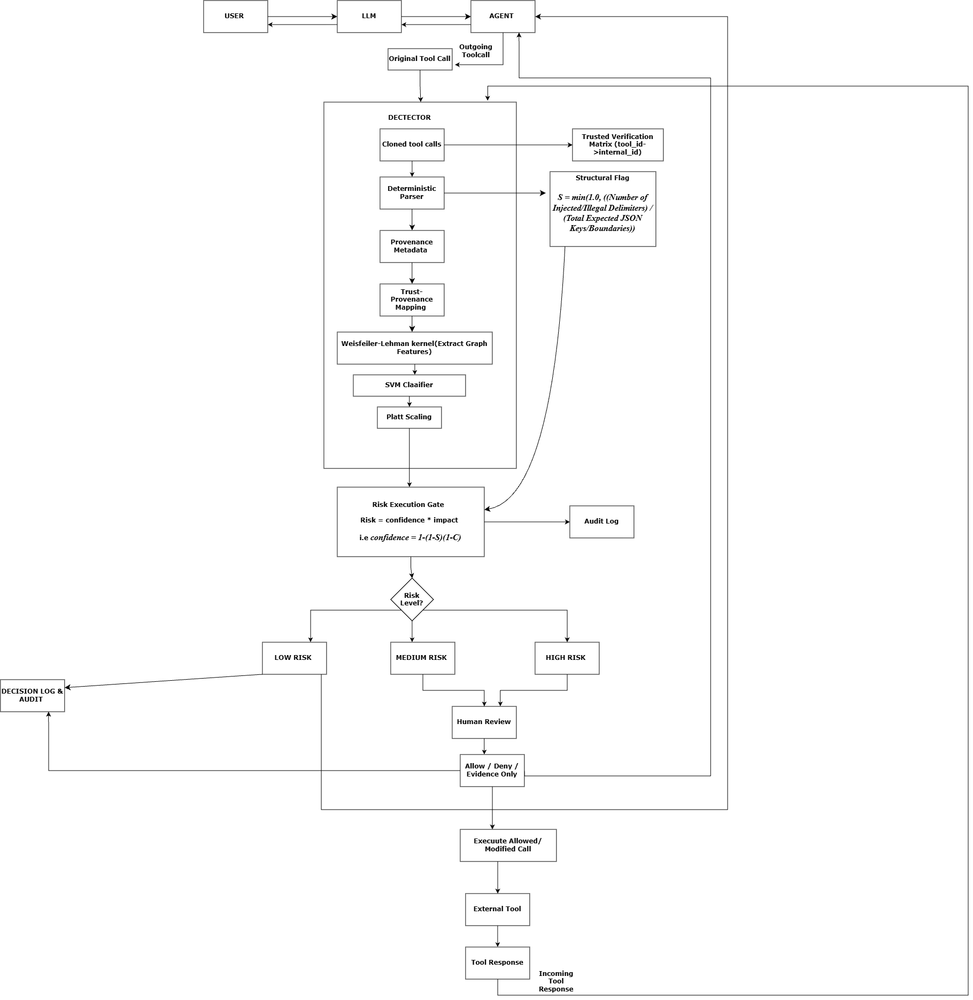 USER
LLM
AGENT
Outgoing
Toolcall
Original Tool Call
DECTECTOR
Cloned tool calls
Trusted Verification
Matrix (tool_id-
>internal_id)
Structural Flag
S = min(1.0, ((Number of
Injected/Illegal Delimiters) /
(Total Expected JSON
Keys/Boundaries))
Deterministic
Parser
Provenance
Metadata
Trust-
Provenance
Mapping
Weisfeiler-Lehman kernel(Extract Graph
Features)
SVM Claaifier
Platt Scaling
Risk Execution Gate
Risk = confidence * impact
i.e confidence = 1-(1-S)(1-C)
Audit Log
Risk
Level?
LOW RISK
MEDIUM RISK
HIGH RISK
DECISION LOG &
AUDIT
Human Review
Allow / Deny /
Evidence Only
Execuute Allowed/
Modified Call
External Tool
Tool Response
Incoming
Tool
Response